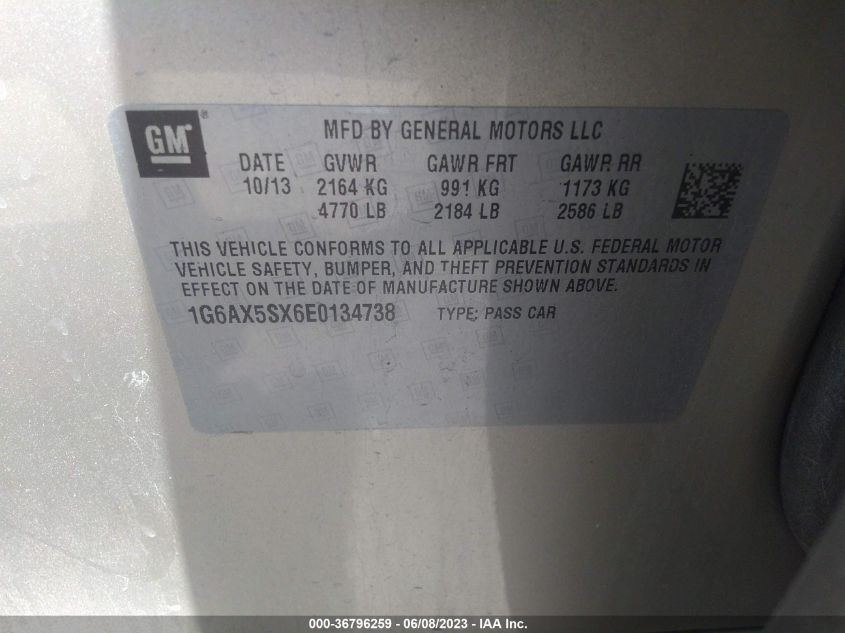 GM ® MFD BY GENERAL MOTORS LLC
DATE GVWR GAWR FRT GAWR RR
10/13 2164 KG 991 KG 1173 KG
4770 LB 2184 LB 2586 LB
THIS VEHICLE CONFORMS TO ALL APPLICABLE U.S. FEDERAL MOTOR
VEHICLE SAFETY, BUMPER, AND THEFT PREVENTION STANDARDS IN
EFFECT ON THE DATE OF MANUFACTURE SHOWN ABOVE.
1G6AX5SX6E0134738 TYPE: PASS CAR
000-36796259 - 06/08/2023 - IAA Inc.